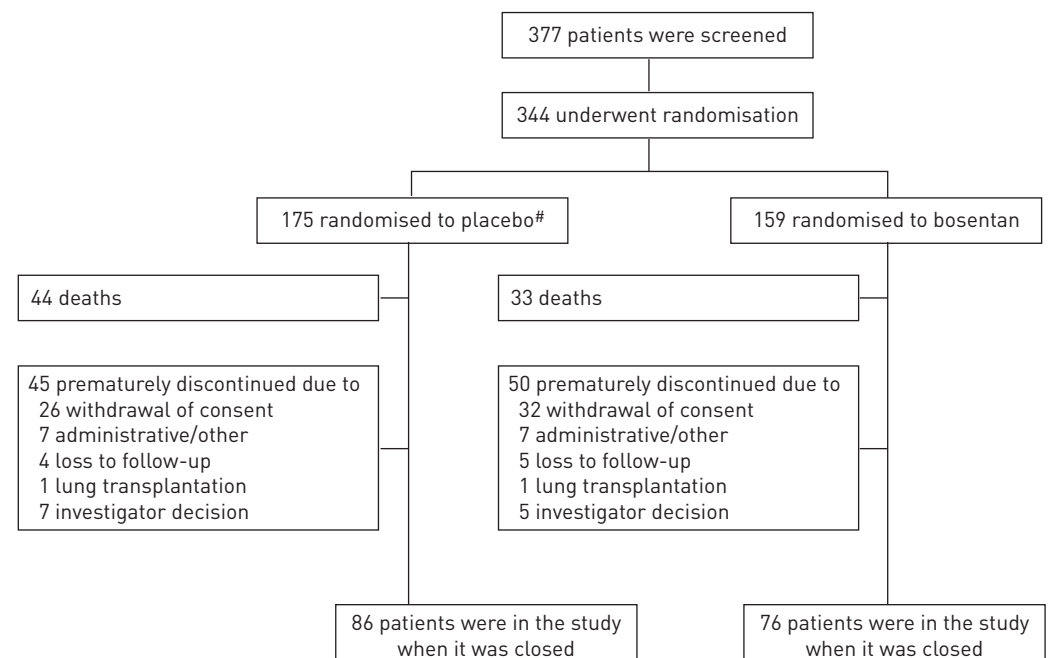 377 patients were screened
344 underwent randomisation
175 randomised to placebo#
159 randomised to bosentan
44 deaths
33 deaths
45 prematurely discontinued due to
26 withdrawal of consent
7 administrative/other
4 loss to follow-up
1 lung transplantation
7 investigator decision
50 prematurely discontinued due to
32 withdrawal of consent
7 administrative/other
5 loss to follow-up
1 lung transplantation
5 investigator decision
86 patients were in the study
when it was closed
76 patients were in the study
when it was closed